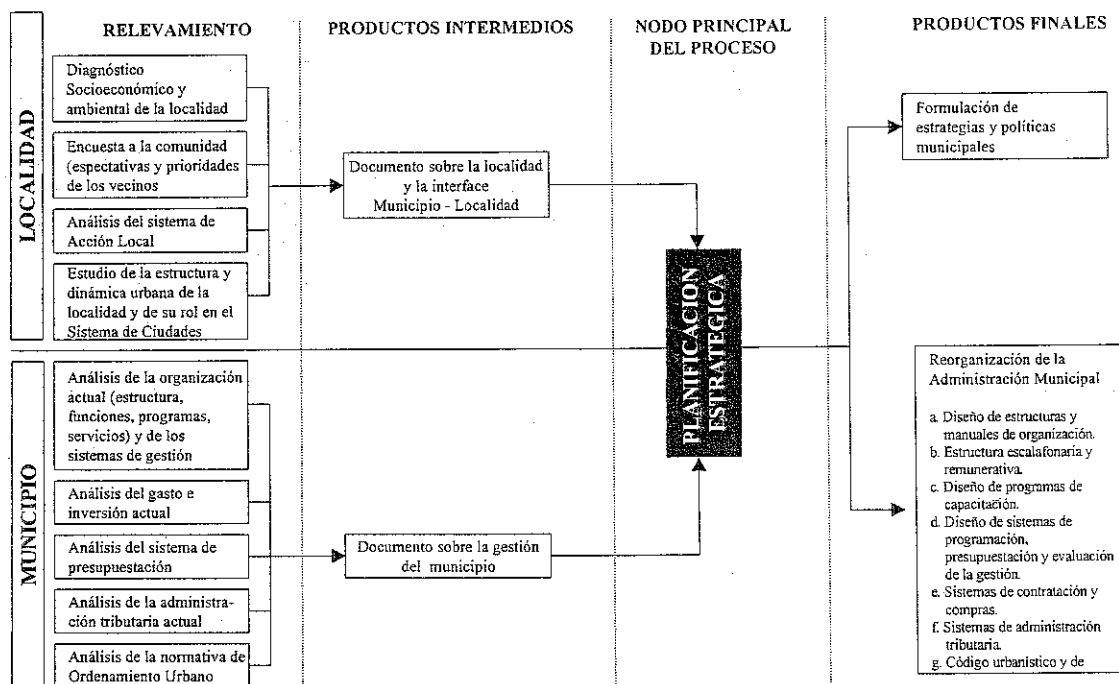 RELEVAMIENTO
PRODUCTOS INTERMEDIOS
NODO PRINCIPAL
DEL PROCESO
PRODUCTOS FINALES
LOCALIDAD
Diagnóstico
Socioeconómico y
ambiental de la localidad
Encuesta a la comunidad
(espectativas y prioridades
de los vecinos
Análisis del sistema de
Acción Local
Estudio de la estructura y
dinámica urbana de la
localidad y de su rol en el
Sistema de Ciudades
Documento sobre la localidad
y la interface
Municipio - Localidad
PLANIFICACION
ESTRATEGICA
Formulación de
estrategias y políticas
municipales
MUNICIPIO
Análisis de la organización
actual (estructura,
funciones, programas,
servicios) y de los
sistemas de gestión
Análisis del gasto e
inversión actual
Análisis del sistema de
presupuestación
Análisis de la administra-
ción tributaria actual
Análisis de la normativa de
Ordenamiento Urbano
Documento sobre la gestión
del municipio
Reorganización de la
Administración Municipal
a. Diseño de estructuras y
manuales de organización.
b. Estructura escalafonaria y
remunerativa.
c. Diseño de programas de
capacitación.
d. Diseño de sistemas de
programación,
presupuestación y evaluación
de la gestión.
e. Sistemas de contratación y
compras.
f. Sistemas de administración
tributaria.
g. Código urbanístico y de